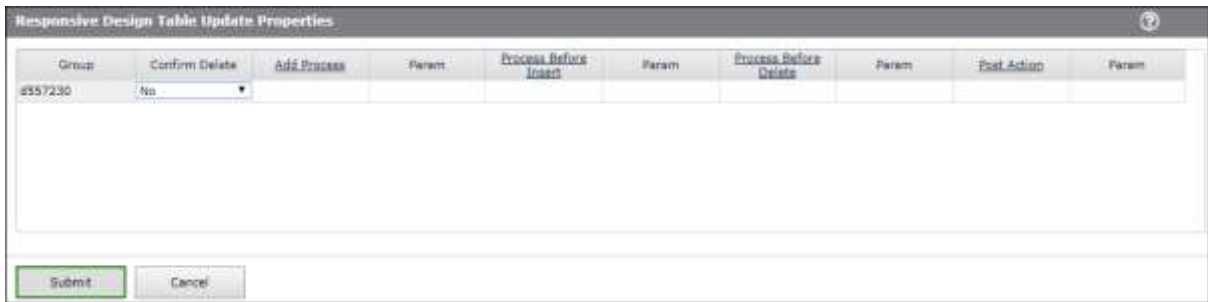 Responsive Design Table Update Properties
Group Confirm Delete Add Process Param Process Before Insert Param Process Before Delete Param Post Action Param
d557230 No
Submit Cancel